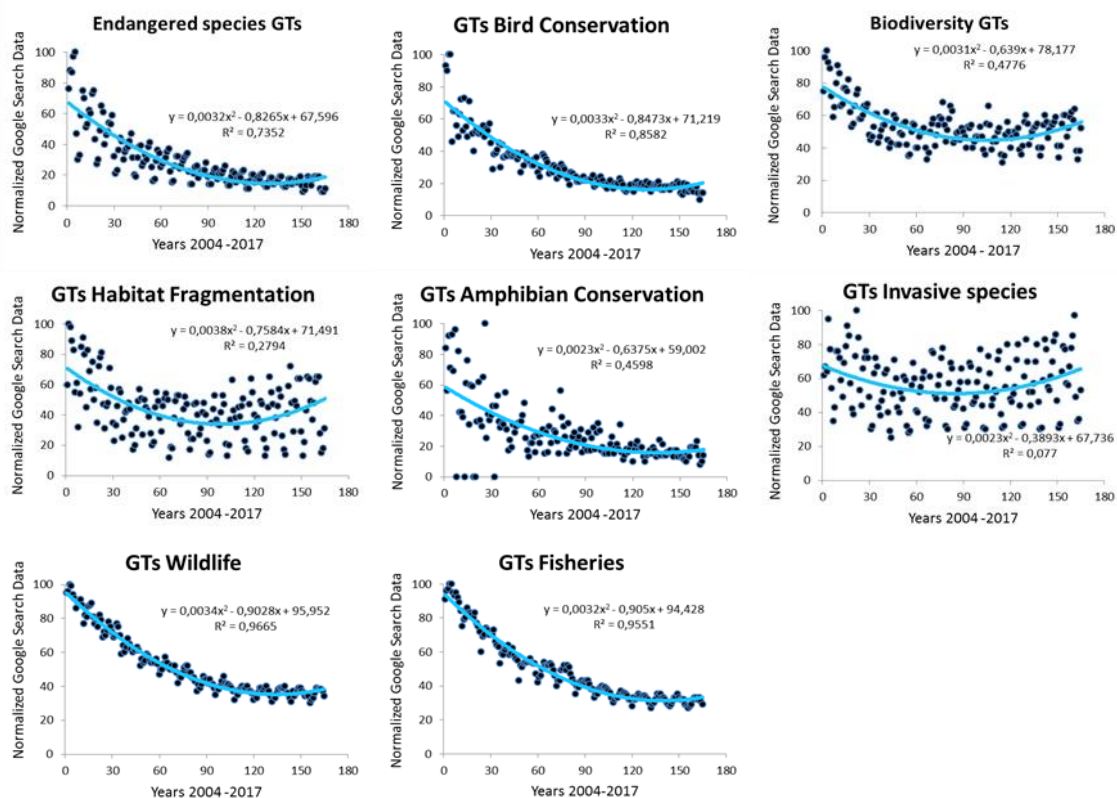 Endangered species GTs
Normalized Google Search Data
100
80
60
40
20
0
y = 0,0032x² - 0,8265x + 67,596
R² = 0,7352
0 30 60 90 120 150 180
Years 2004 -2017
GTs Bird Conservation
Normalized Google Search Data
100
80
60
40
20
0
y = 0,0033x² - 0,8473x + 71,219
R² = 0,8582
0 30 60 90 120 150 180
Years 2004 -2017
Biodiversity GTs
Normalized Google Search Data
100
80
60
40
20
0
y = 0,0031x² - 0,639x + 78,177
R² = 0,4776
0 30 60 90 120 150 180
Years 2004 - 2017
GTs Habitat Fragmentation
Normalized Google Search Data
100
80
60
40
20
0
y = 0,0038x² - 0,7584x + 71,491
R² = 0,2794
0 30 60 90 120 150 180
Years 2004 -2017
GTs Amphibian Conservation
Normalized Google Search Data
100
80
60
40
20
0
y = 0,0023x² - 0,6375x + 59,002
R² = 0,4598
0 30 60 90 120 150 180
Years 2004 -2017
GTs Invasive species
Normalized Google Search Data
100
80
60
40
20
0
y = 0,0023x² - 0,3893x + 67,736
R² = 0,077
0 30 60 90 120 150 180
Years 2004 -2017
GTs Wildlife
Normalized Google Search Data
100
80
60
40
20
0
y = 0,0034x² - 0,9028x + 95,952
R² = 0,9665
0 30 60 90 120 150 180
Years 2004 -2017
GTs Fisheries
Normalized Google Search Data
100
80
60
40
20
0
y = 0,0032x² - 0,905x + 94,428
R² = 0,9551
0 30 60 90 120 150 180
Years 2004 -2017